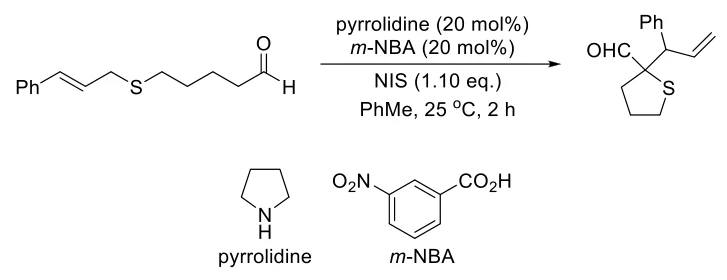 pyrrolidine (20 mol%)
m-NBA (20 mol%)
NIS (1.10 eq.)
PhMe, 25 °C, 2 h
Ph
S
O
H
Ph
OHC
S
N
H
pyrrolidine
O₂N
CO₂H
m-NBA